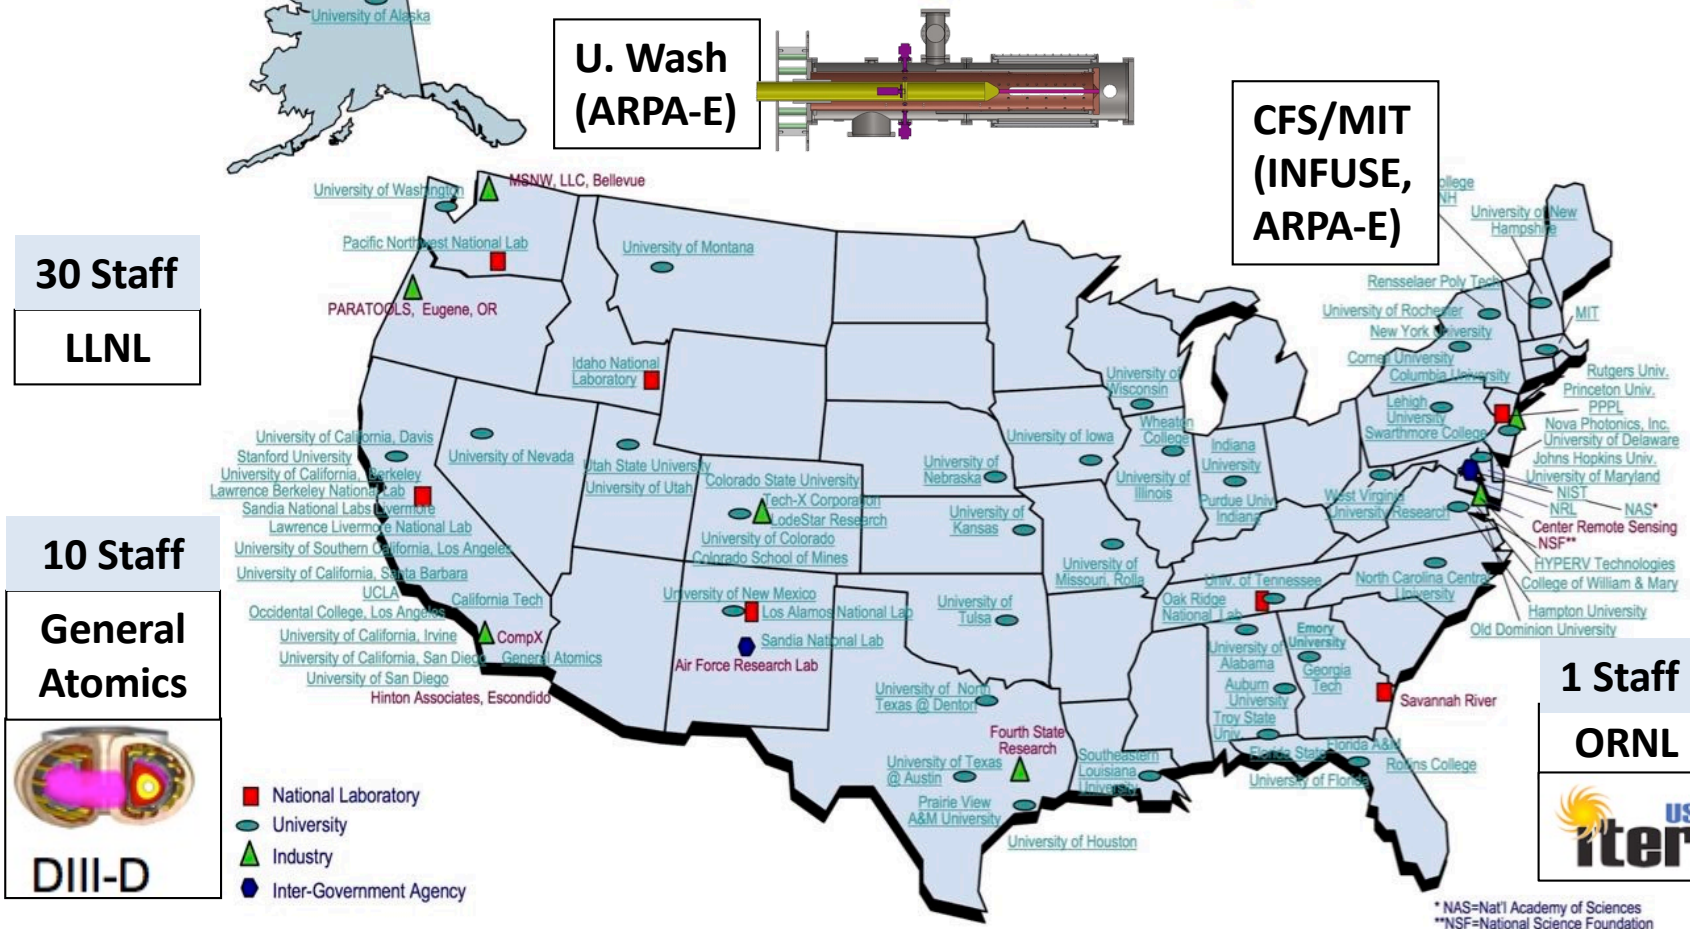 University of Alaska
U. Wash
(ARPA-E)
CFS/MIT
(INFUSE,
ARPA-E)
30 Staff
LLNL
10 Staff
General
Atomics
DIII-D
1 Staff
ORNL
US
iter
University of Washington
MSNW, LLC, Bellevue
Pacific Northwest National Lab
PARATOOLS, Eugene, OR
University of Montana
Idaho National
Laboratory
University of California, Davis
Stanford University
University of California, Berkeley
Lawrence Berkeley National Lab
Sandia National Labs Livermore
Lawrence Livermore National Lab
University of Southern California, Los Angeles
University of California, Santa Barbara
UCLA
California Tech
Occidental College, Los Angeles
University of California, Irvine
CompX
University of California, San Diego
General Atomics
University of San Diego
Hinton Associates, Escondido
University of Nevada
Utah State University
University of Utah
Colorado State University
Tech-X Corporation
LodeStar Research
University of Colorado
Colorado School of Mines
University of New Mexico
Los Alamos National Lab
Sandia National Lab
Air Force Research Lab
University of
Nebraska
University of
Kansas
University of
Tulsa
University of North
Texas @ Denton
Fourth State
Research
University of Texas
@ Austin
Prairie View
A&M University
University of Houston
University of
Wisconsin
University of Iowa
Wheaton
College
University of
Illinois
Indiana
University
Purdue Univ
Indiana
University of
Missouri, Rolla
Univ. of Tennessee
Oak Ridge
National Lab
University of
Alabama
Auburn
University
Troy State
Univ.
Emory
University
Georgia
Tech
Southeastern
Louisiana
University
Florida State
Florida A&M
University of Florida
Rollins College
Savannah River
North Carolina Central
University
West Virginia
University Research
ollege
NH
University of New
Hampshire
Rensselaer Poly Tech
University of Rochester
New York University
Cornell University
Columbia University
MIT
Lehigh
University
Swarthmore College
Rutgers Univ.
Princeton Univ.
PPPL
Nova Photonics, Inc.
University of Delaware
Johns Hopkins Univ.
University of Maryland
NIST
NRL
NAS*
Center Remote Sensing
NSF**
HYPERV Technologies
College of William & Mary
Hampton University
Old Dominion University
National Laboratory
University
Industry
Inter-Government Agency
* NAS=Nat'l Academy of Sciences
**NSF=National Science Foundation